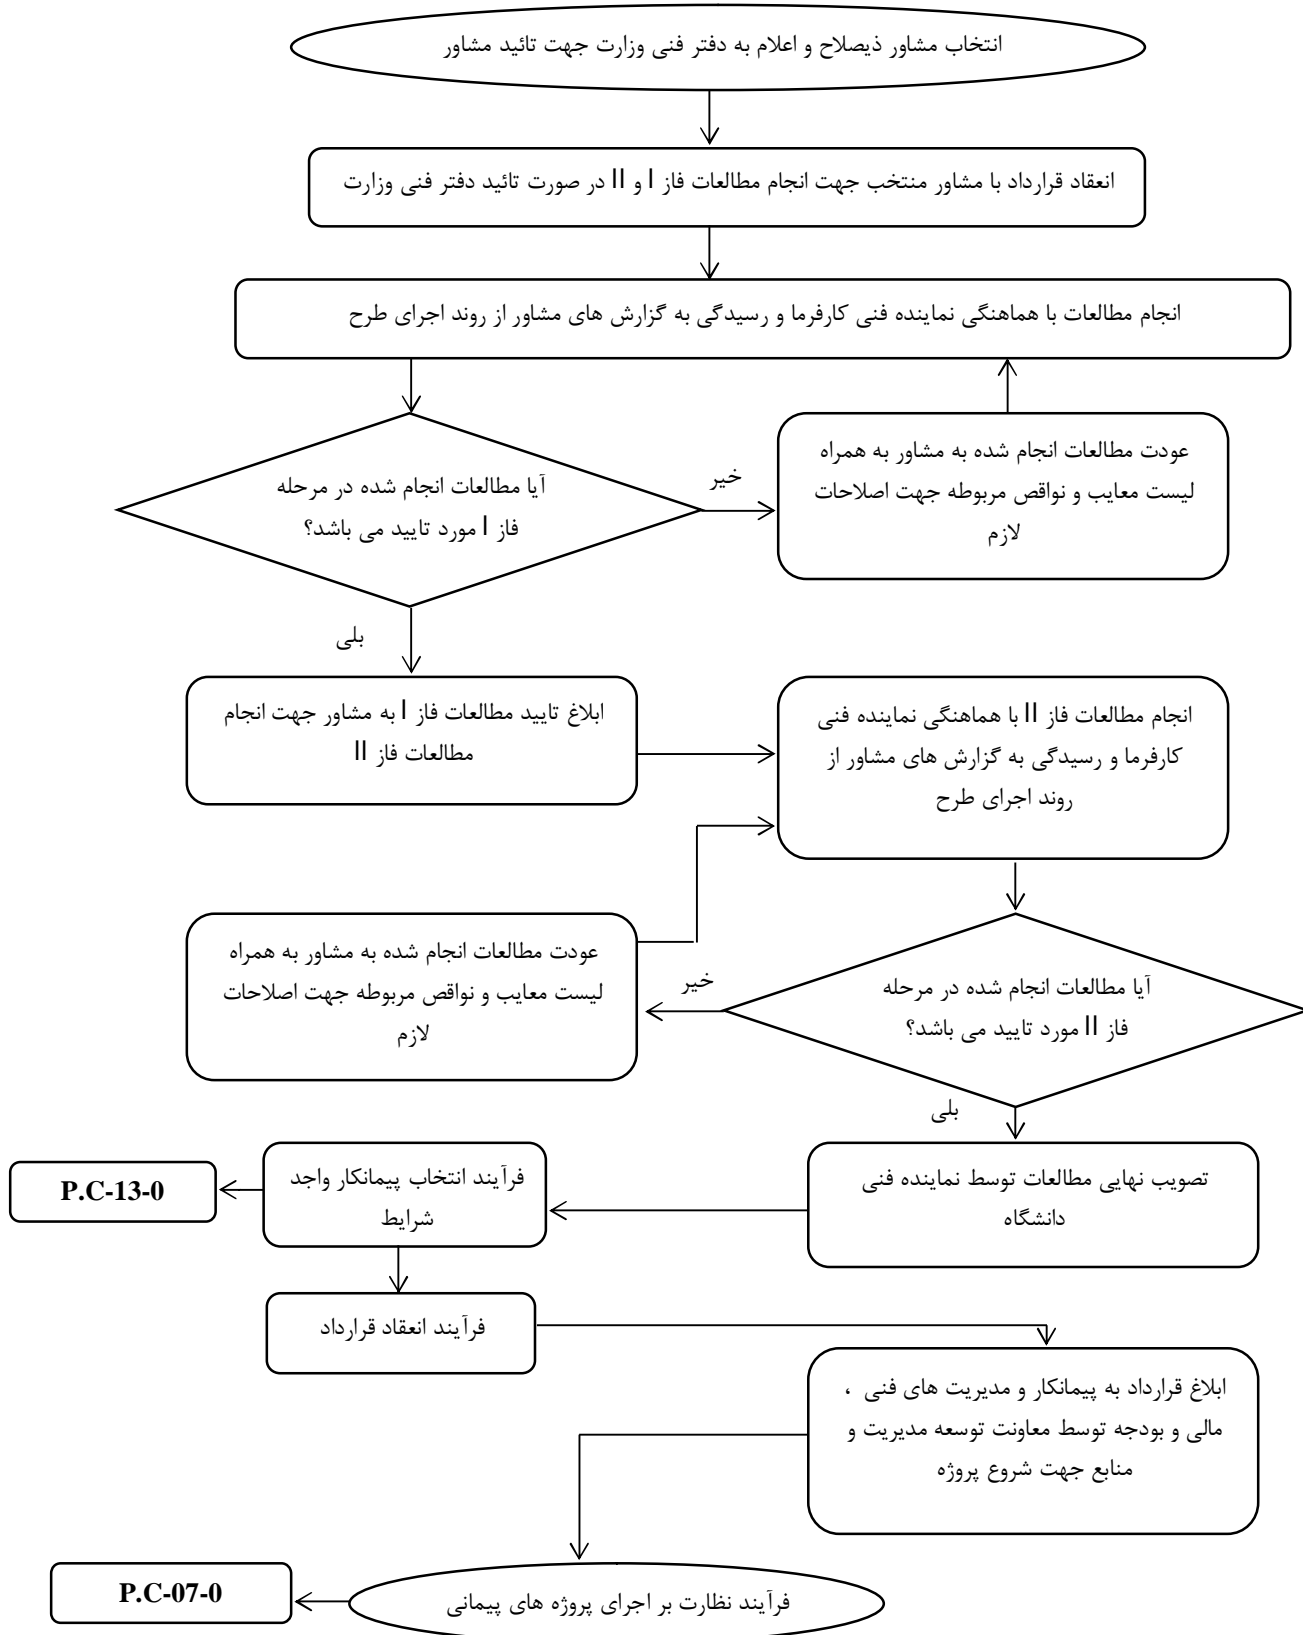 انتخاب مشاور ذیصلاح و اعلام به دفتر فنی وزارت جهت تائید مشاور
انعقاد قرارداد با مشاور منتخب جهت انجام مطالعات فاز I و II در صورت تائید دفتر فنی وزارت
انجام مطالعات با هماهنگی نماینده فنی کارفرما و رسیدگی به گزارش های مشاور از روند اجرای طرح
عودت مطالعات انجام شده به مشاور به همراه
لیست معایب و نواقص مربوطه جهت اصلاحات
لازم
خیر
آیا مطالعات انجام شده در مرحله
فاز I مورد تایید می باشد؟
بلی
ابلاغ تایید مطالعات فاز I به مشاور جهت انجام
مطالعات فاز II
انجام مطالعات فاز II با هماهنگی نماینده فنی
کارفرما و رسیدگی به گزارش های مشاور از
روند اجرای طرح
آیا مطالعات انجام شده در مرحله
فاز II مورد تایید می باشد؟
خیر
عودت مطالعات انجام شده به مشاور به همراه
لیست معایب و نواقص مربوطه جهت اصلاحات
لازم
بلی
تصویب نهایی مطالعات توسط نماینده فنی
دانشگاه
فرآیند انتخاب پیمانکار واجد
شرایط
P.C-13-0
فرآیند انعقاد قرارداد
ابلاغ قرارداد به پیمانکار و مدیریت های فنی ،
مالی و بودجه توسط معاونت توسعه مدیریت و
منابع جهت شروع پروژه
فرآیند نظارت بر اجرای پروژه های پیمانی
P.C-07-0